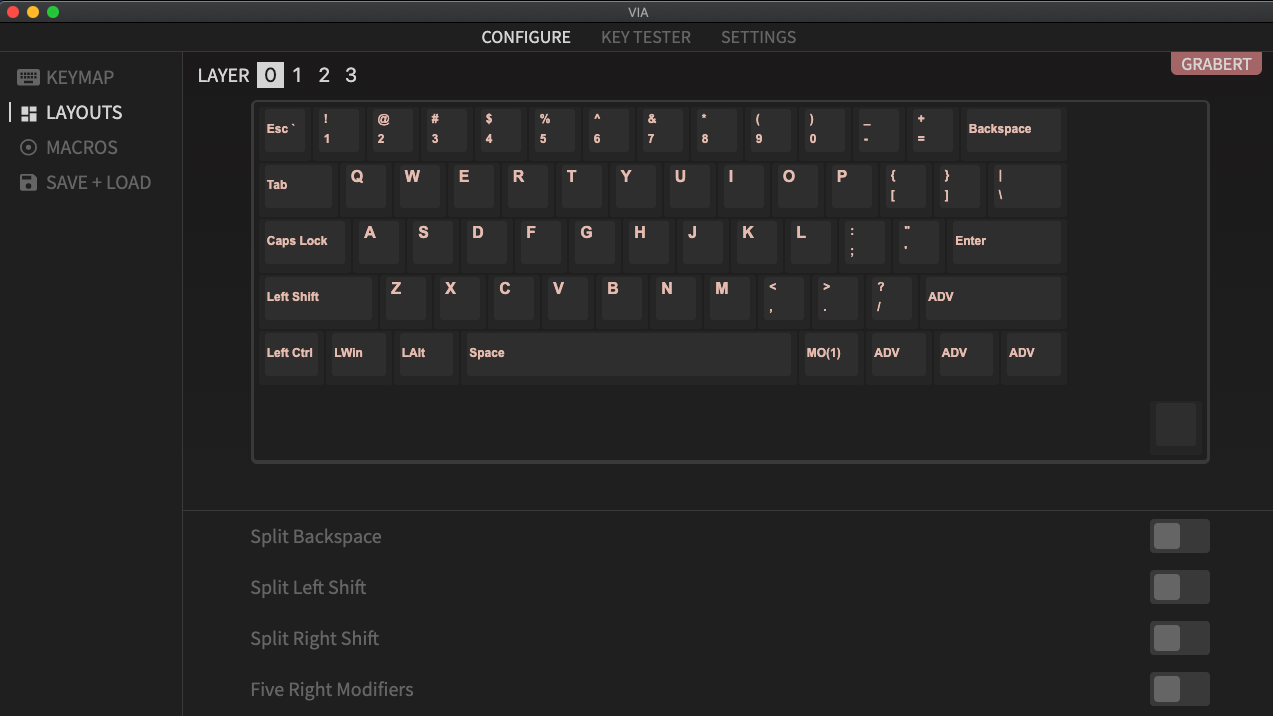 VIA
CONFIGURE KEY TESTER SETTINGS
GRABERT
KEYMAP
LAYOUTS
MACROS
SAVE + LOAD
LAYER 0 1 2 3
Esc ` ! 1 @ 2 # 3 $ 4 % 5 ^ 6 & 7 * 8 ( 9 ) 0 _ - + = Backspace
Tab Q W E R T Y U I O P { [ } ] | \
Caps Lock A S D F G H J K L : ; " ' Enter
Left Shift Z X C V B N M < , > . ? / ADV
Left Ctrl LWin LAlt Space MO(1) ADV ADV ADV
Split Backspace
Split Left Shift
Split Right Shift
Five Right Modifiers